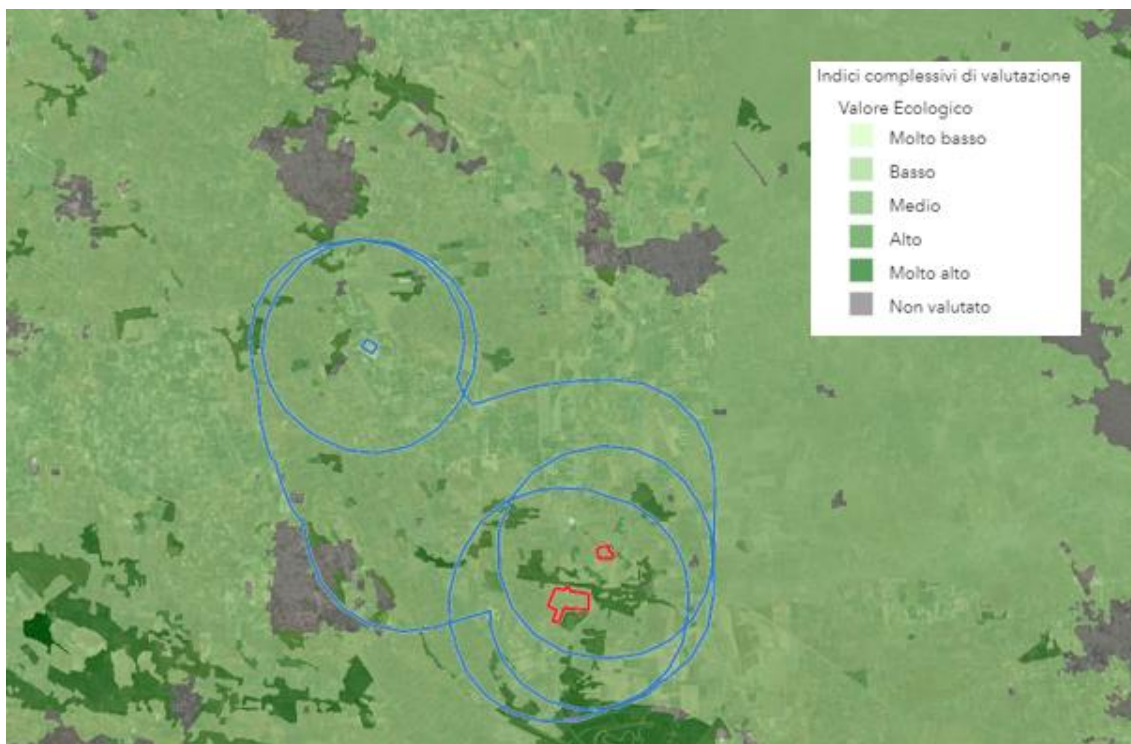 Indici complessivi di valutazione
Valore Ecologico
Molto basso
Basso
Medio
Alto
Molto alto
Non valutato